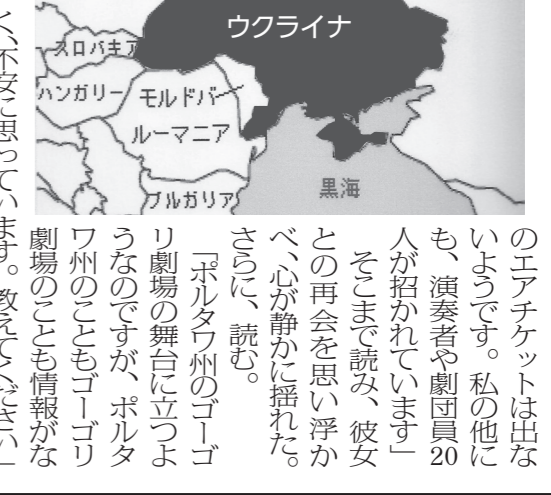 ウクライナ
スロバキア
ハンガリー
モルドバ
ルーマニア
ブルガリア
黒海
のエアチケットは出な
いようです。私の他に
も、演奏者や劇団員20
人が招かれています」
そこまで読み、彼女
との再会を思い浮か
べ、心が静かに揺れた。
さらに、読む。
「ポルタワ州のゴーゴ
リ劇場の舞台に立つよ
うなのですが、ポルタ
ワ州のこともゴーゴリ
劇場のことも情報がな
く、不安に思っています。教えてください」